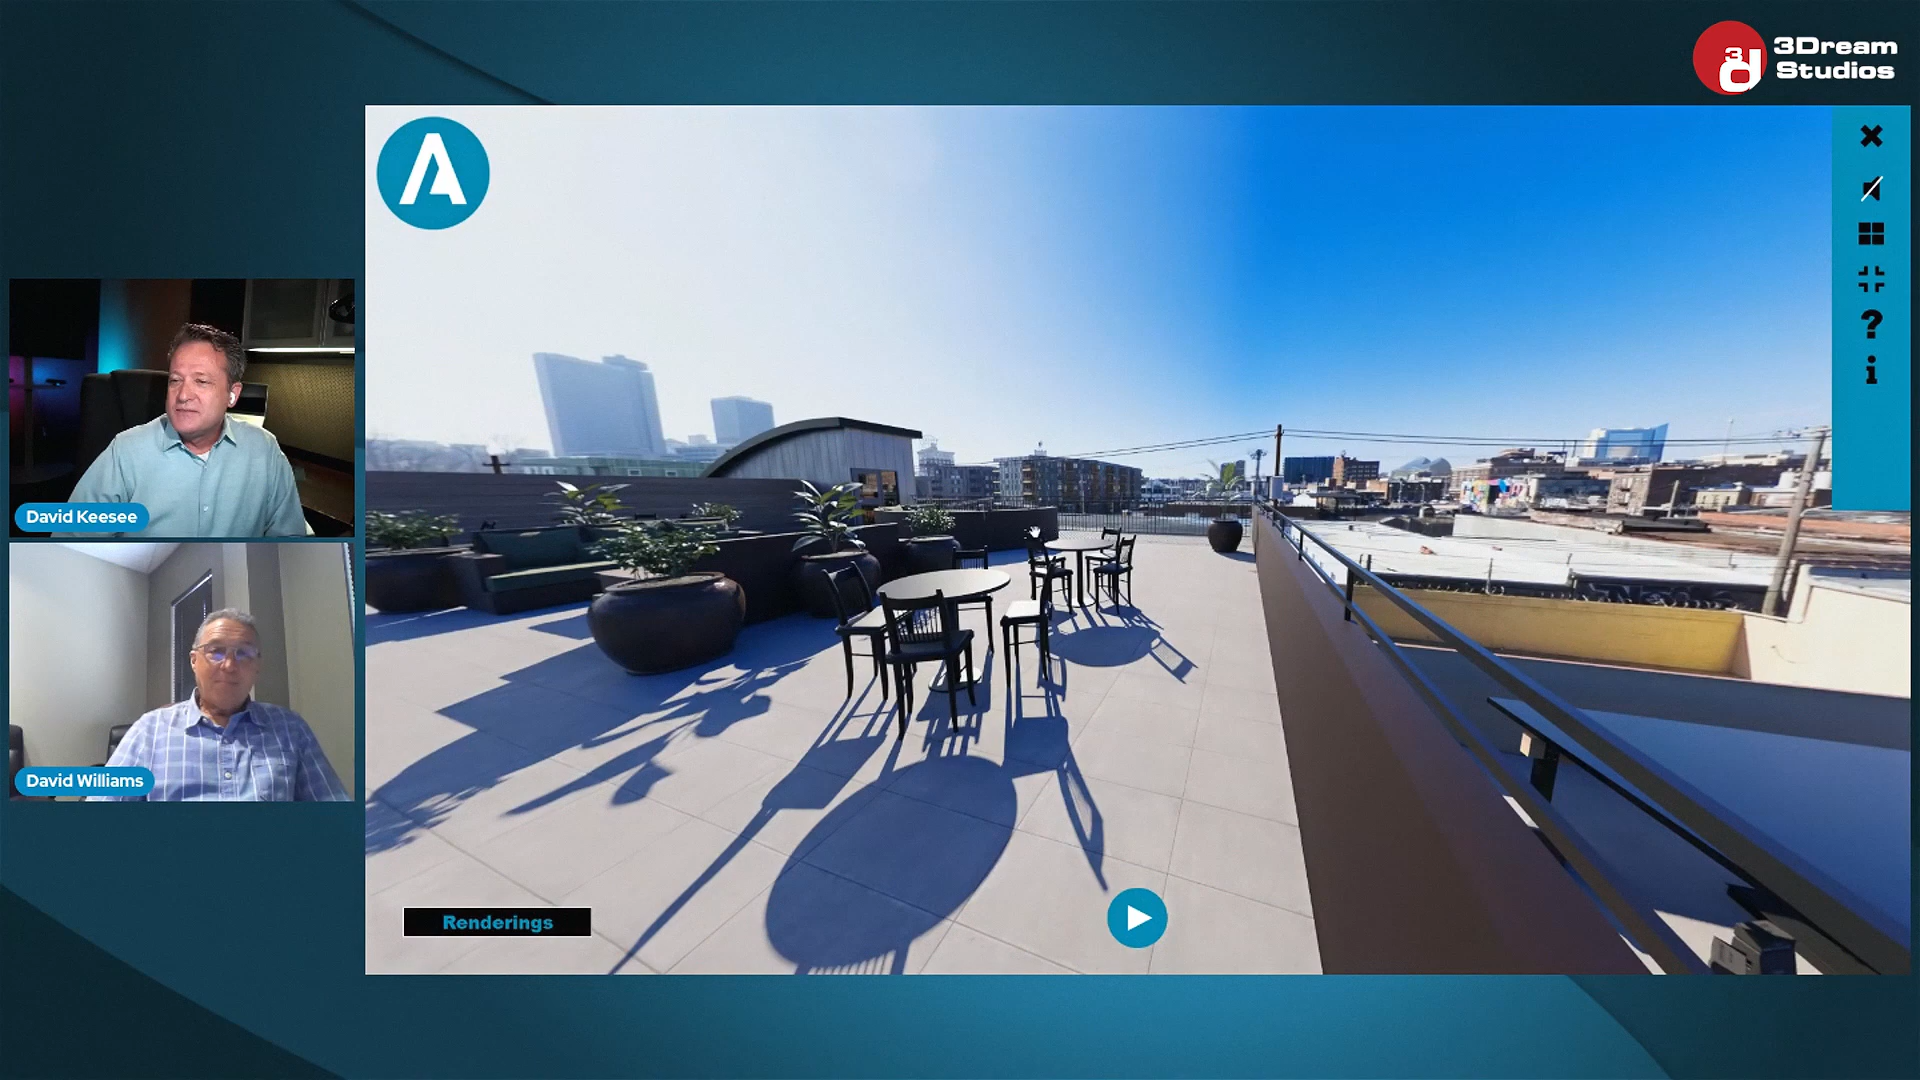 3Dream
Studios
David Keesee
David Williams
Renderings